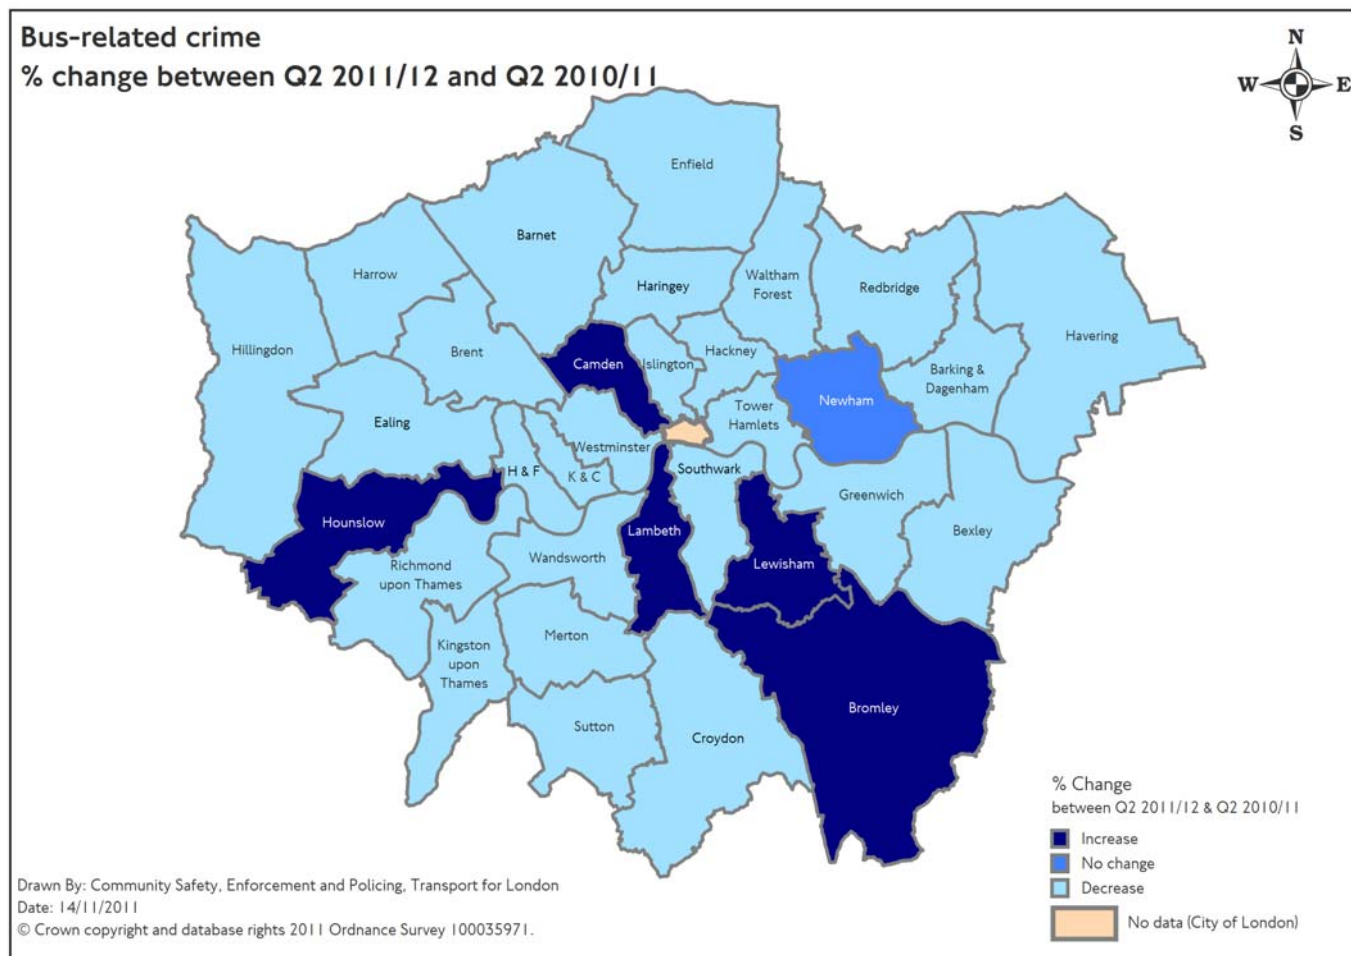 Bus-related crime
% change between Q2 2011/12 and Q2 2010/11
N
W
E
S
Enfield
Barnet
Harrow
Haringey
Waltham
Forest
Redbridge
Havering
Hillingdon
Brent
Camden
Islington
Hackney
Barking &
Dagenham
Newham
Tower
Hamlets
Ealing
Westminster
H & F
K & C
Southwark
Greenwich
Hounslow
Lambeth
Bexley
Wandsworth
Lewisham
Richmond
upon Thames
Merton
Kingston
upon
Thames
Bromley
Sutton
Croydon
% Change
between Q2 2011/12 & Q2 2010/11
Increase
No change
Decrease
No data (City of London)
Drawn By: Community Safety, Enforcement and Policing, Transport for London
Date: 14/11/2011
© Crown copyright and database rights 2011 Ordnance Survey 100035971.